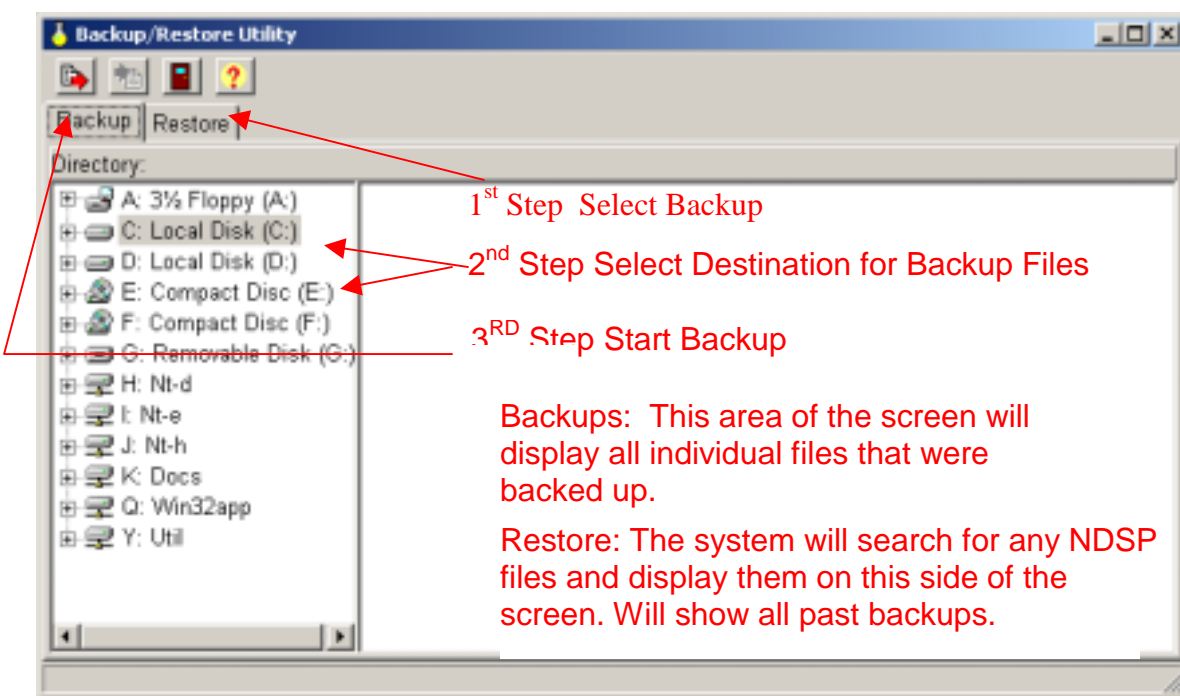 Backup/Restore Utility
Backup Restore
Directory:
A: 3½ Floppy (A:)
C: Local Disk (C:)
D: Local Disk (D:)
E: Compact Disc (E:)
F: Compact Disc (F:)
G: Removable Disk (G:)
H: Nt-d
I: Nt-e
J: Nt-h
K: Docs
Q: Win32app
Y: Util
1st Step Select Backup
2nd Step Select Destination for Backup Files
3RD Step Start Backup
Backups: This area of the screen will
display all individual files that were
backed up.
Restore: The system will search for any NDSP
files and display them on this side of the
screen. Will show all past backups.